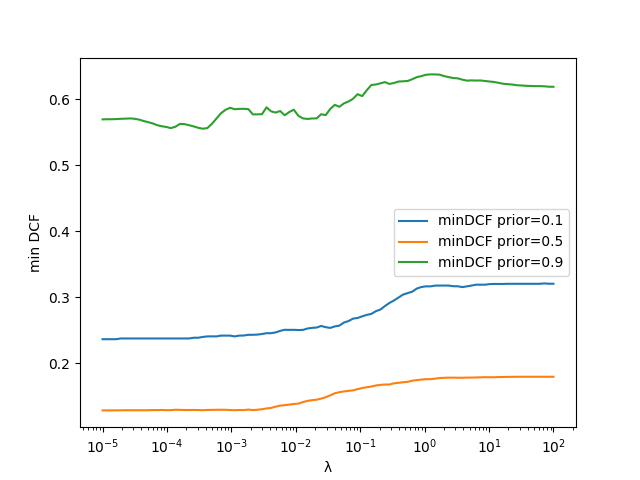 0.6
0.5
0.4
0.3
0.2
min DCF
minDCF prior=0.1
minDCF prior=0.5
minDCF prior=0.9
10⁻⁵ 10⁻⁴ 10⁻³ 10⁻² 10⁻¹ 10⁰ 10¹ 10²
λ